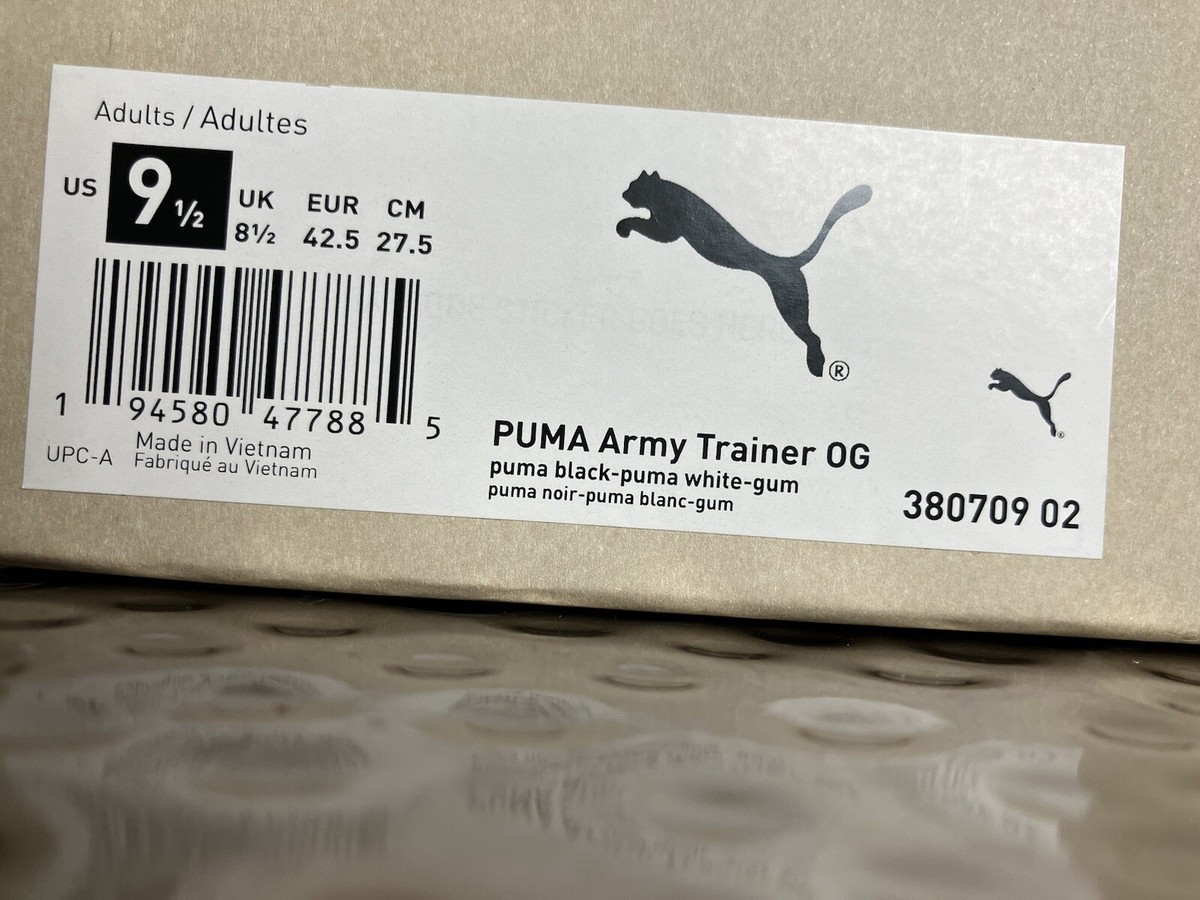 Adults / Adultes
US 9 ½ UK 8½ EUR 42.5 CM 27.5
1 94580 47788 5
UPC-A
Made in Vietnam
Fabriqué au Vietnam
®
PUMA Army Trainer OG
puma black-puma white-gum
puma noir-puma blanc-gum
380709 02